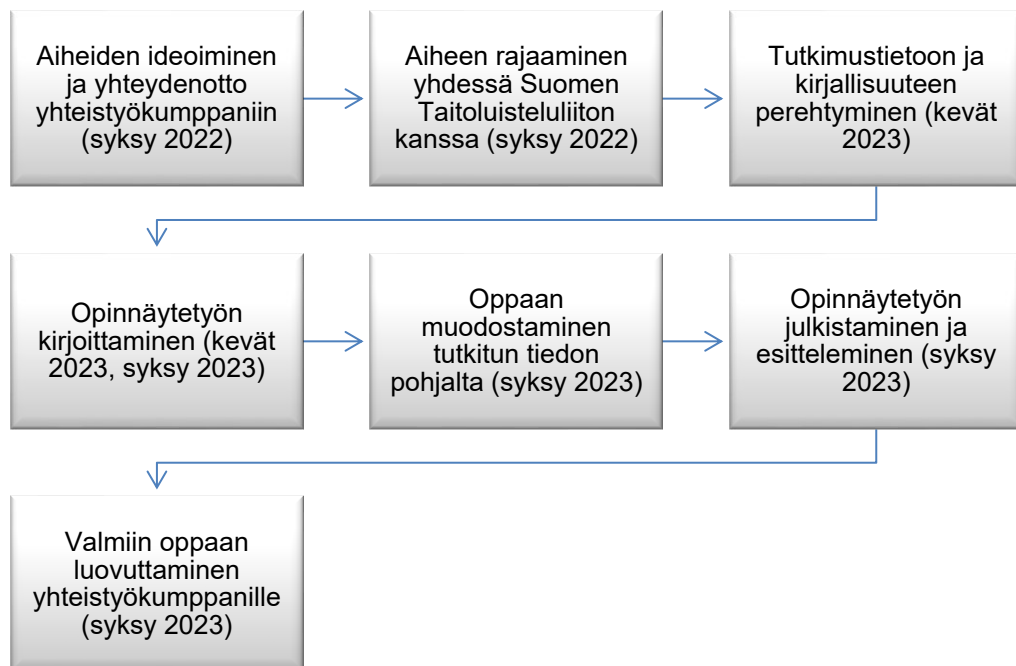 Aiheiden ideoiminen
ja yhteydenotto
yhteistyökumppaniin
(syksy 2022)
Aiheen rajaaminen
yhdessä Suomen
Taitoluisteluliiton
kanssa (syksy 2022)
Tutkimustietoon ja
kirjallisuuteen
perehtyminen (kevät
2023)
Opinnäytetyön
kirjoittaminen (kevät
2023, syksy 2023)
Oppaan
muodostaminen
tutkitun tiedon
pohjalta (syksy 2023)
Opinnäytetyön
julkistaminen ja
esitteleminen (syksy
2023)
Valmiin oppaan
luovuttaminen
yhteistyökumppanille
(syksy 2023)